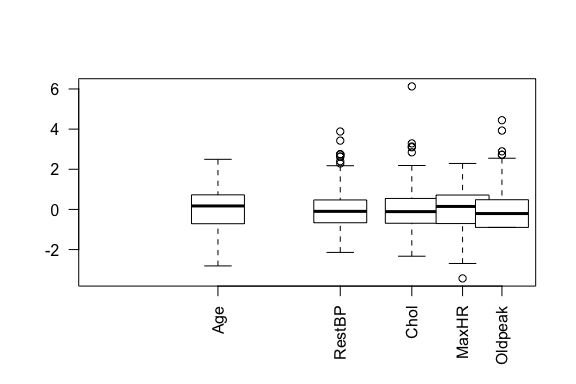 6
4
2
0
-2
Age
RestBP
Chol
MaxHR
Oldpeak